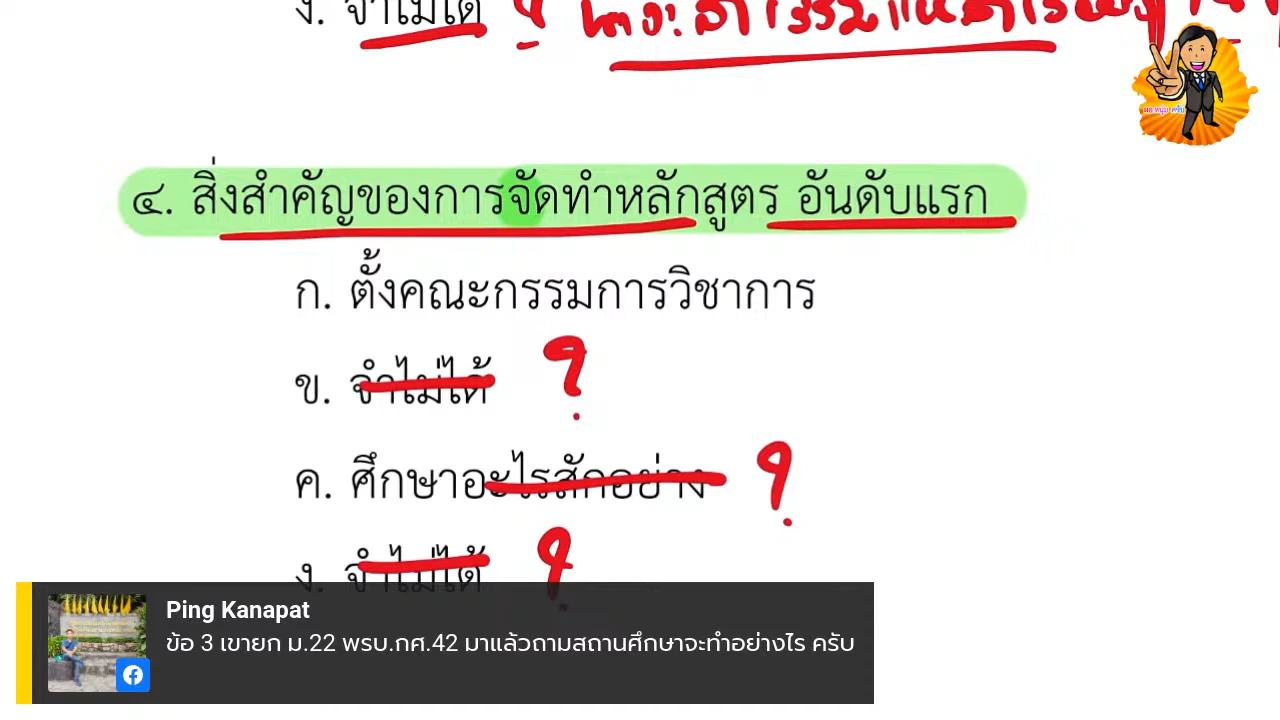 ง. จำไม่ได้ ?
๔. สิ่งสำคัญของการจัดทำหลักสูตร อันดับแรก
ก. ตั้งคณะกรรมการวิชาการ
ข. จำไม่ได้ ?
ค. ศึกษาอะไรสักอย่าง ?
ง. จำไม่ได้ ?
Ping Kanapat
ข้อ 3 เขายก ม.22 พรบ.กศ.42 มาแล้วถามสถานศึกษาจะทำอย่างไร ครับ